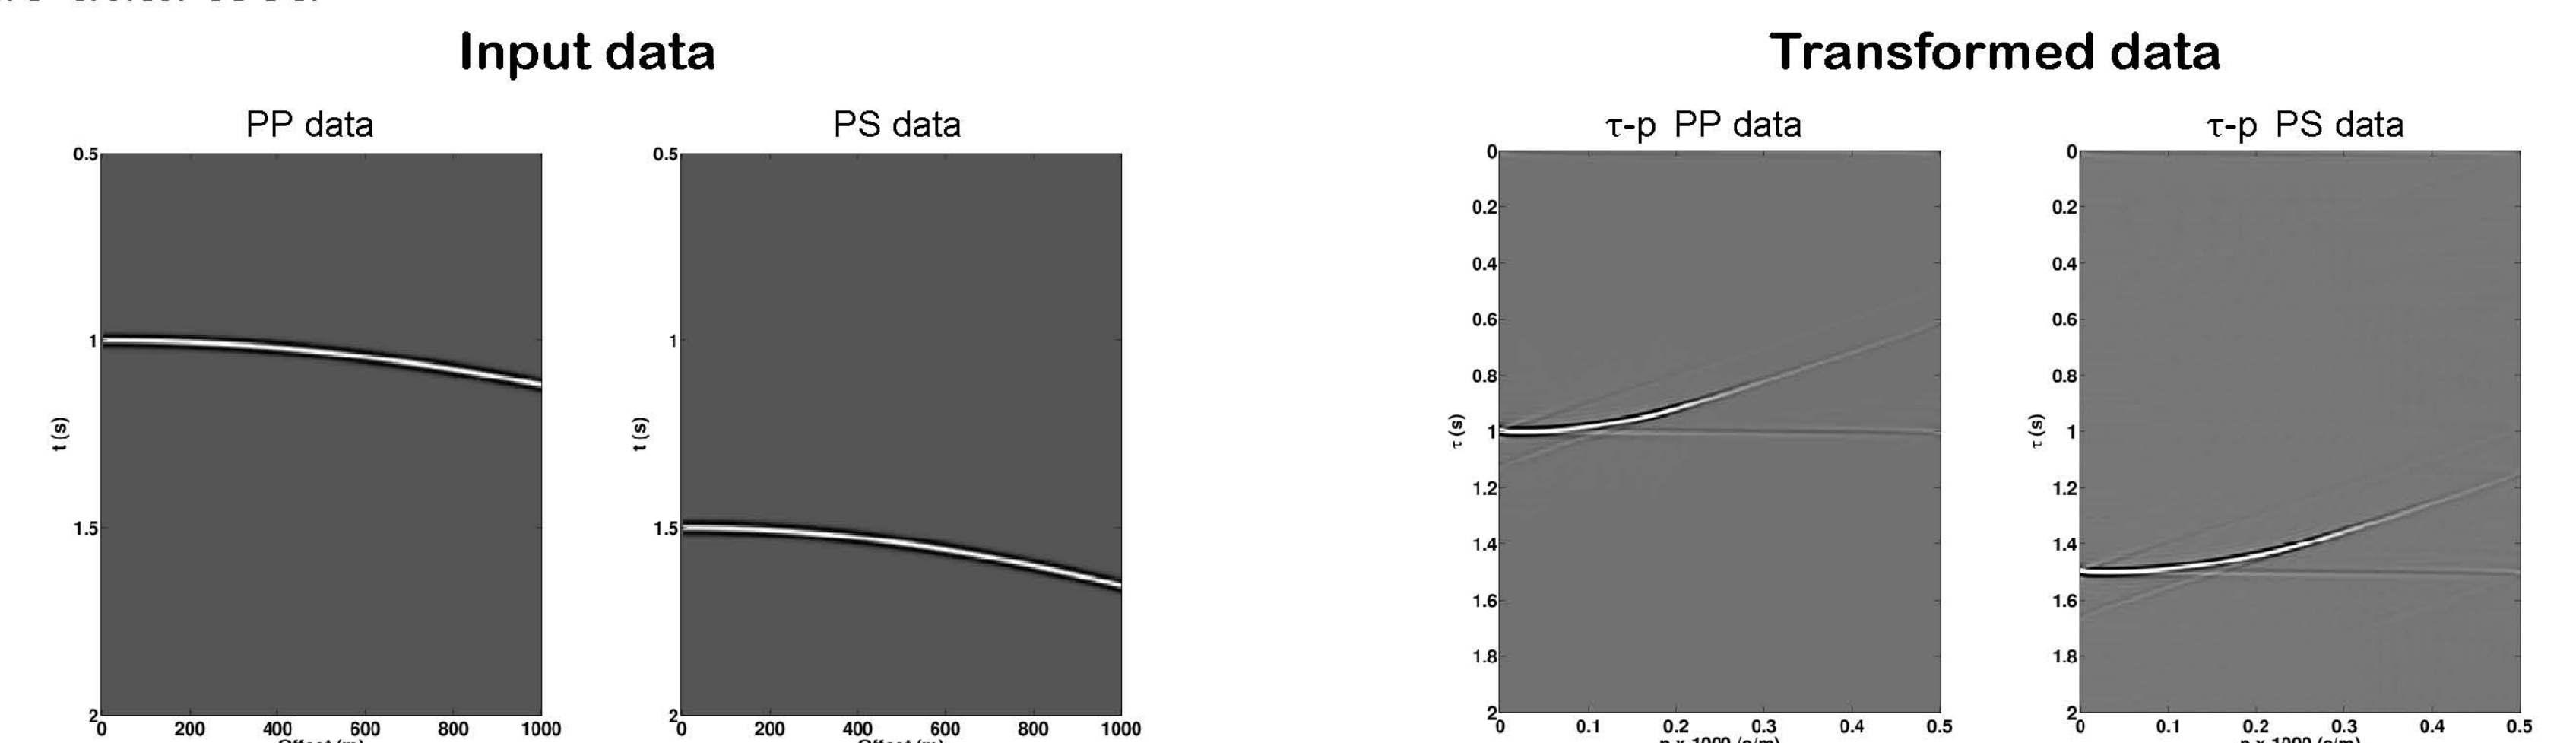 Input data
Transformed data
PP data
PS data
τ-p PP data
τ-p PS data
0.5
1
1.5
2
t (s)
0 200 400 600 800 1000
0.5
1
1.5
2
t (s)
0 200 400 600 800 1000
0
0.2
0.4
0.6
0.8
1
1.2
1.4
1.6
1.8
2
τ (s)
0 0.1 0.2 0.3 0.4 0.5
0
0.2
0.4
0.6
0.8
1
1.2
1.4
1.6
1.8
2
τ (s)
0 0.1 0.2 0.3 0.4 0.5